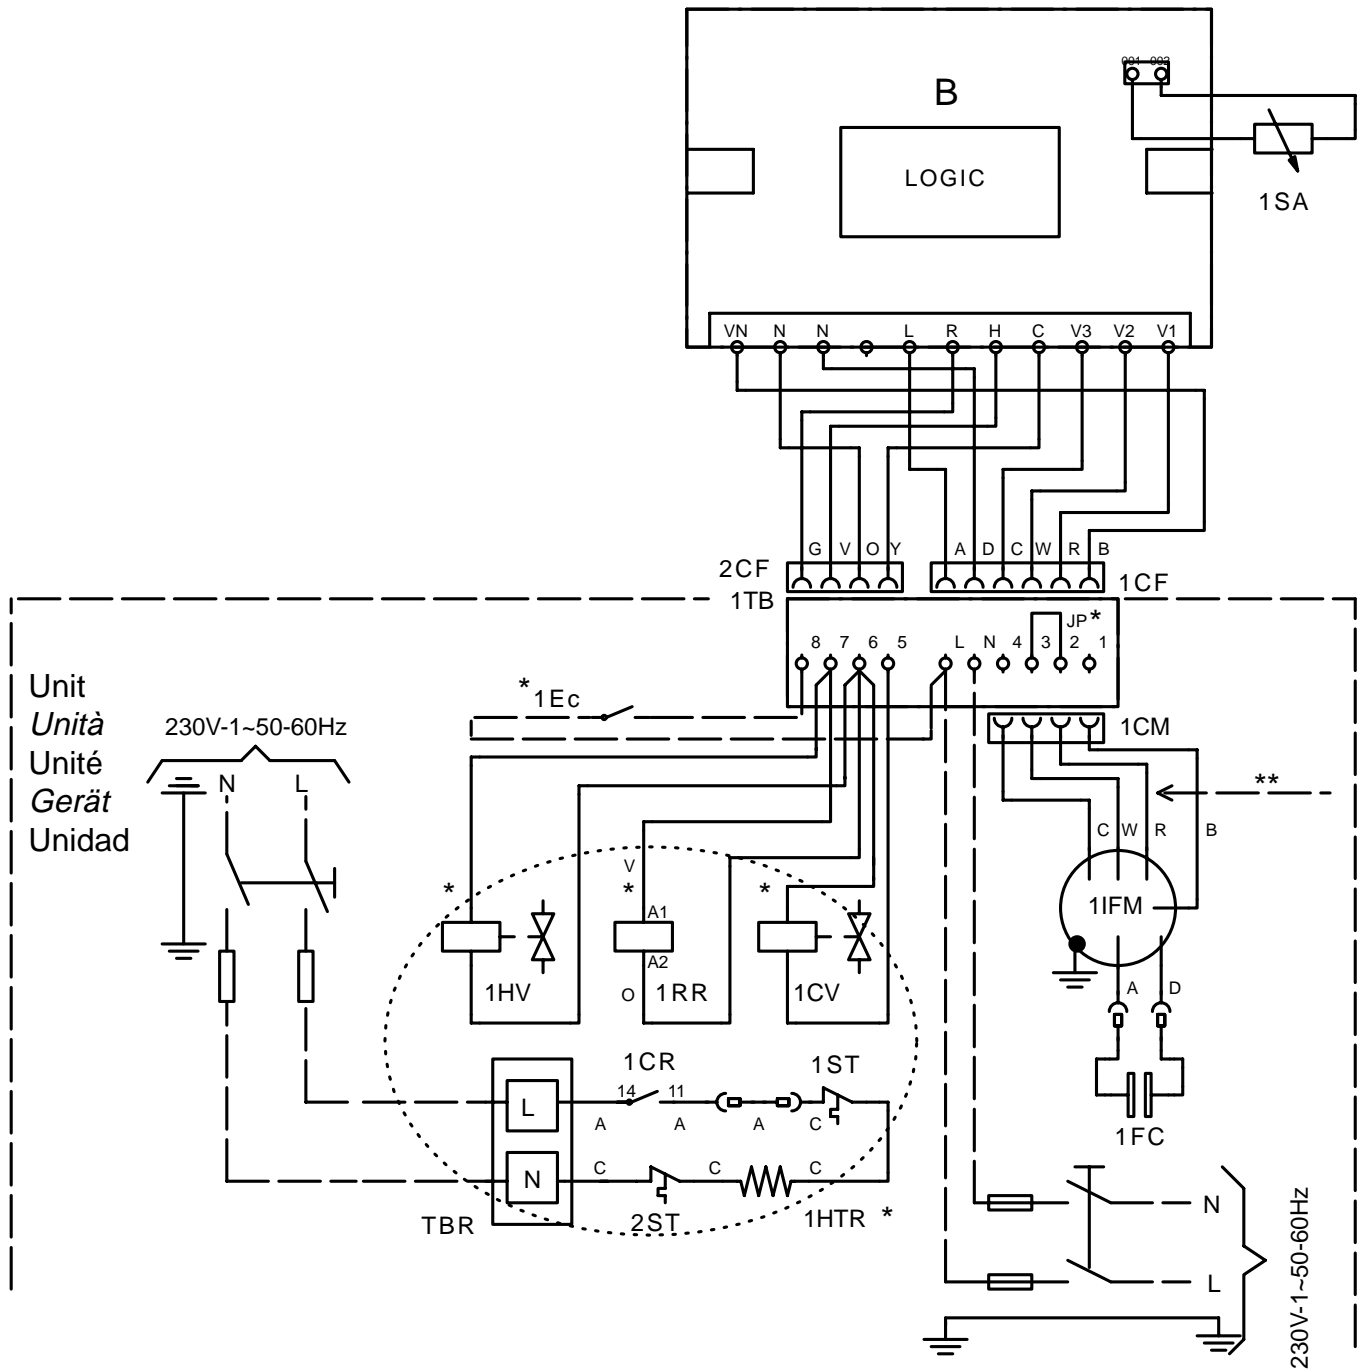 001 002
B
LOGIC
1SA
VN N N L R H C V3 V2 V1
G V O Y A D C W R B
2CF
1CF
1TB
JP*
8 7 6 5 L N 4 3 2 1
Unit
Unità
Unité
Gerät
Unidad
* 1Ec
230V-1~50-60Hz
1CM
N L
**
C W R B
V
* * *
A1
1IFM
A2
1HV
O
1RR
1CV
A D
1CR
1ST
14 11
L
A A A C
1FC
C C C
N
TBR
2ST
1HTR *
N
L
230V-1~50-60Hz